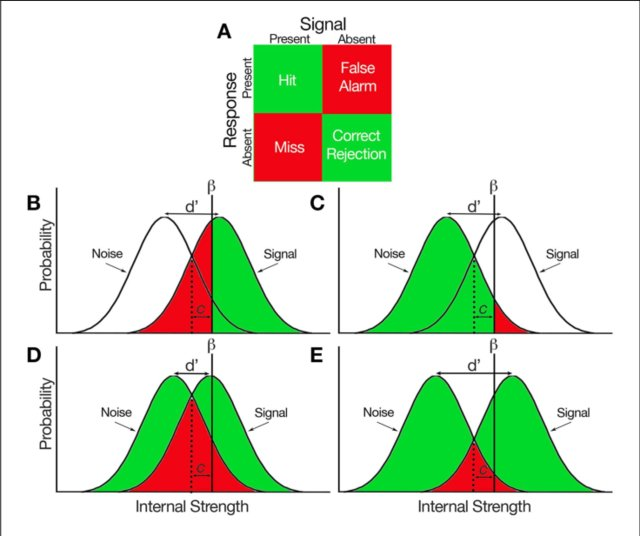 A
Signal
Present
Absent
Response
Present
Absent
Hit
False
Alarm
Miss
Correct
Rejection
B
β
d’
Noise
Signal
c
Probability
C
β
d’
Noise
Signal
c
D
β
d’
Noise
Signal
c
Probability
Internal Strength
E
β
d’
Noise
Signal
c
Internal Strength